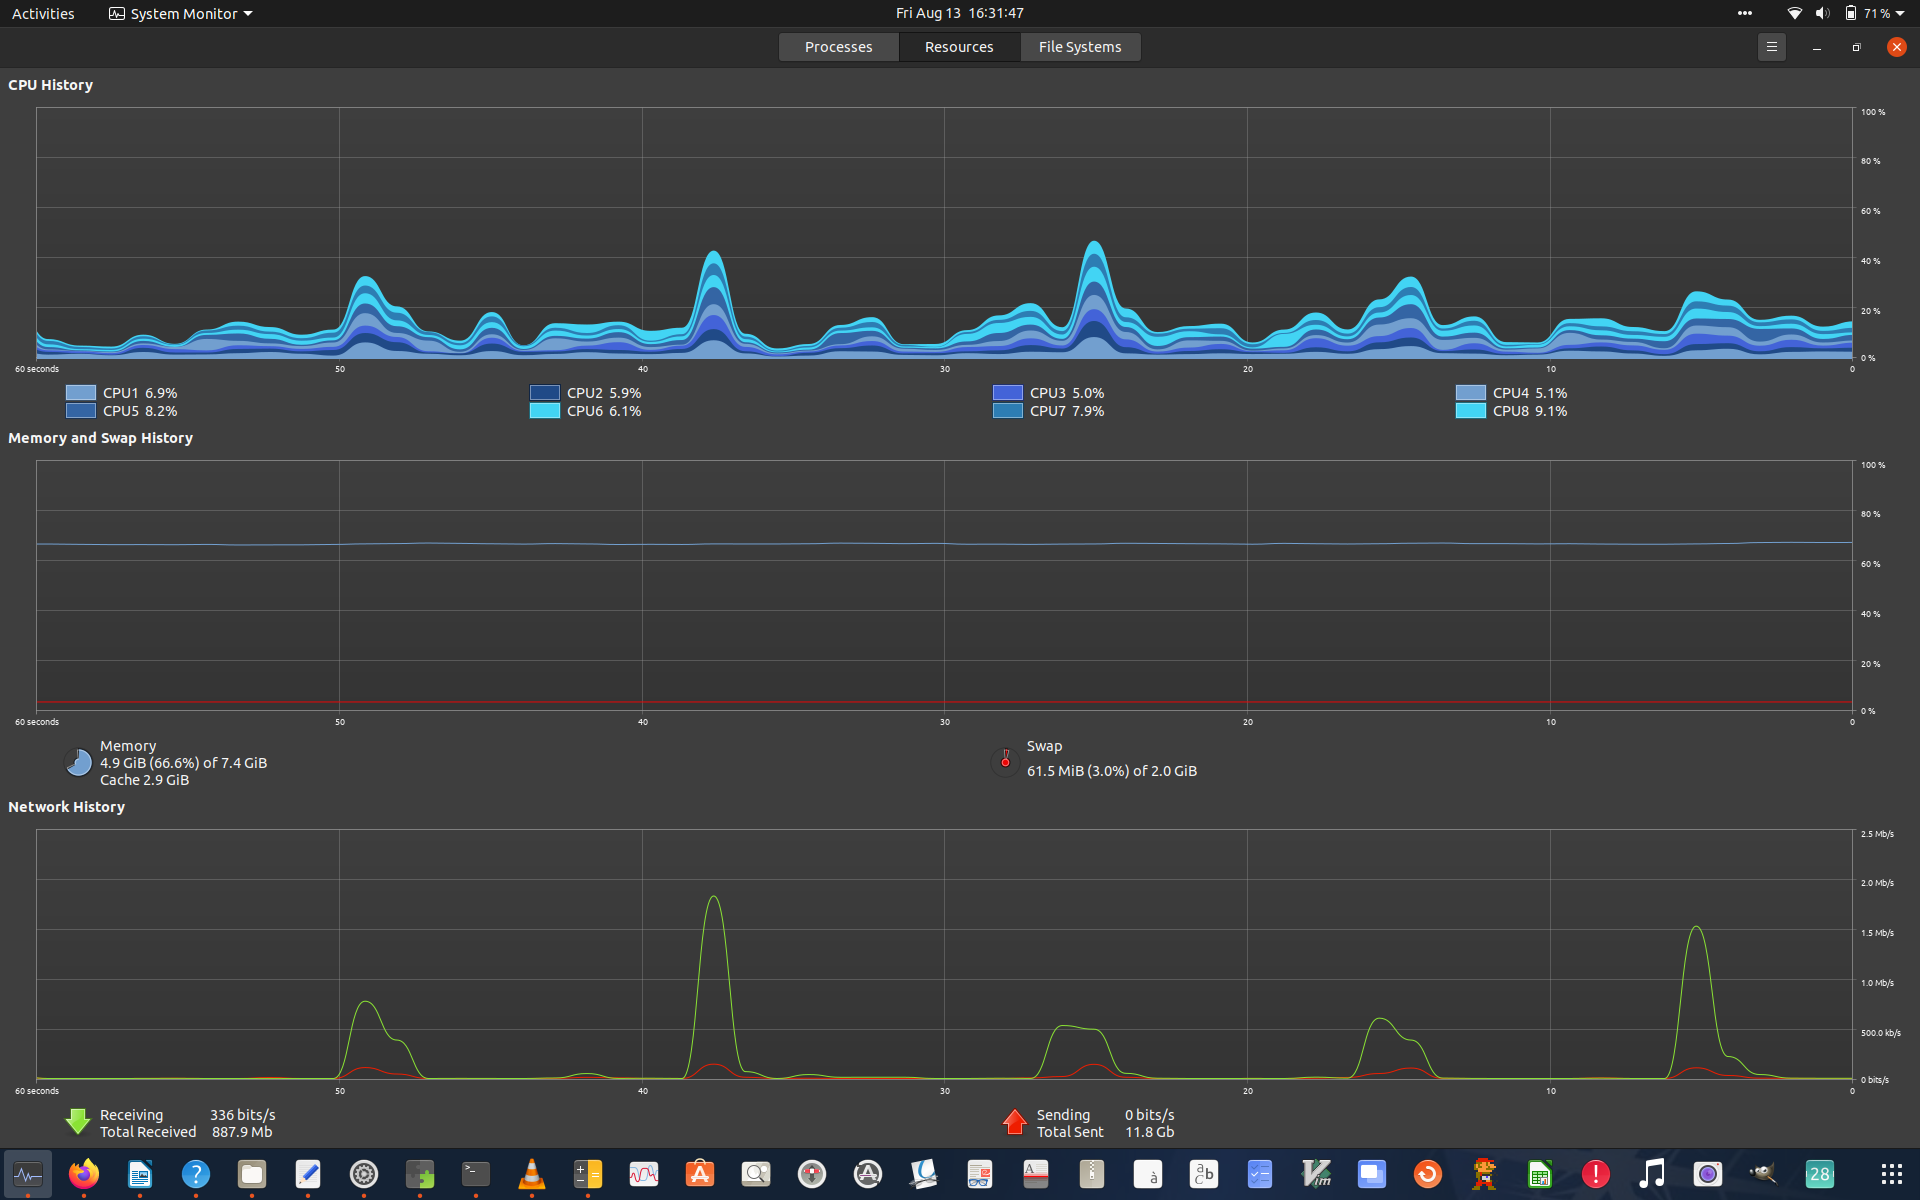 Activities System Monitor Fri Aug 13 16:31:47 71 %
Processes Resources File Systems
CPU History
100 %
80 %
60 %
40 %
20 %
0 %
60 seconds 50 40 30 20 10 0
CPU1 6.9% CPU2 5.9% CPU3 5.0% CPU4 5.1%
CPU5 8.2% CPU6 6.1% CPU7 7.9% CPU8 9.1%
Memory and Swap History
100 %
80 %
60 %
40 %
20 %
0 %
60 seconds 50 40 30 20 10 0
Memory
4.9 GiB (66.6%) of 7.4 GiB
Cache 2.9 GiB
Swap
61.5 MiB (3.0%) of 2.0 GiB
Network History
2.5 Mb/s
2.0 Mb/s
1.5 Mb/s
1.0 Mb/s
500.0 kb/s
0 bits/s
60 seconds 50 40 30 20 10 0
Receiving 336 bits/s
Total Received 887.9 Mb
Sending 0 bits/s
Total Sent 11.8 Gb
28